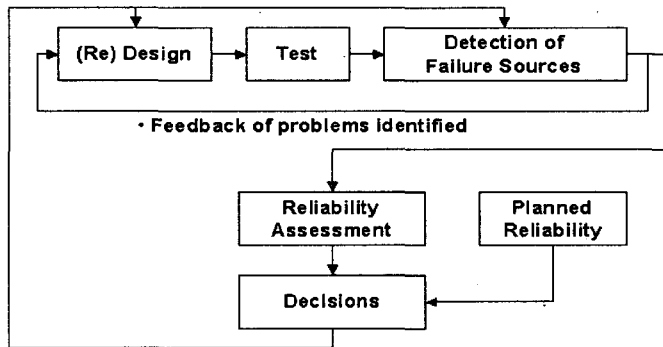 (Re) Design
Test
Detection of
Failure Sources
• Feedback of problems identified
Reliability
Assessment
Planned
Reliability
Decisions